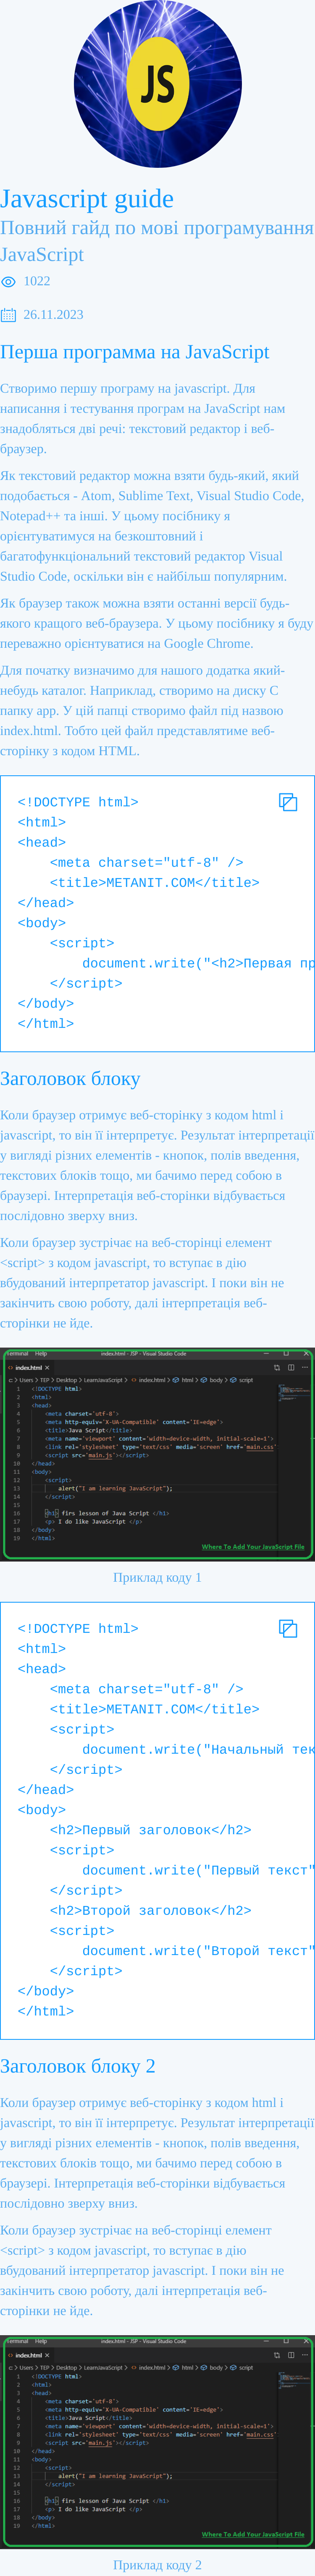 JS
Javascript guide
Повний гайд по мові програмування
JavaScript
1022
26.11.2023
Перша программа на JavaScript
Створимо першу програму на javascript. Для
написання і тестування програм на JavaScript нам
знадобляться дві речі: текстовий редактор і веб-
браузер.
Як текстовий редактор можна взяти будь-який, який
подобається - Atom, Sublime Text, Visual Studio Code,
Notepad++ та інші. У цьому посібнику я
орієнтуватимуся на безкоштовний і
багатофункціональний текстовий редактор Visual
Studio Code, оскільки він є найбільш популярним.
Як браузер також можна взяти останні версії будь-
якого кращого веб-браузера. У цьому посібнику я буду
переважно орієнтуватися на Google Chrome.
Для початку визначимо для нашого додатка який-
небудь каталог. Наприклад, створимо на диску C
папку app. У цій папці створимо файл під назвою
index.html. Тобто цей файл представлятиме веб-
сторінку з кодом HTML.
<!DOCTYPE html>
<html>
<head>
    <meta charset="utf-8" />
    <title>METANIT.COM</title>
</head>
<body>
    <script>
        document.write("<h2>Первая пр
    </script>
</body>
</html>
Заголовок блоку
Коли браузер отримує веб-сторінку з кодом html і
javascript, то він її інтерпретує. Результат інтерпретації
у вигляді різних елементів - кнопок, полів введення,
текстових блоків тощо, ми бачимо перед собою в
браузері. Інтерпретація веб-сторінки відбувається
послідовно зверху вниз.
Коли браузер зустрічає на веб-сторінці елемент
<script> з кодом javascript, то вступає в дію
вбудований інтерпретатор javascript. І поки він не
закінчить свою роботу, далі інтерпретація веб-
сторінки не йде.
Terminal Help index.html - JSP - Visual Studio Code
index.html ×
C: > Users > TEP > Desktop > LearnJavaScript > index.html > html > body > script
1 <!DOCTYPE html>
2 <html>
3 <head>
4 <meta charset='utf-8'>
5 <meta http-equiv='X-UA-Compatible' content='IE=edge'>
6 <title>Java Script</title>
7 <meta name='viewport' content='width=device-width, initial-scale=1'>
8 <link rel='stylesheet' type='text/css' media='screen' href='main.css'
9 <script src='main.js'></script>
10 </head>
11 <body>
12 <script>
13 alert("I am learning JavaScript");
14 </script>
15
16 <h1> firs lesson of Java Script </h1>
17 <p> I do like JavaScript </p>
18 </body>
19 </html>
Where To Add Your JavaScript File
Приклад коду 1
<!DOCTYPE html>
<html>
<head>
    <meta charset="utf-8" />
    <title>METANIT.COM</title>
    <script>
        document.write("Начальный тек
    </script>
</head>
<body>
    <h2>Первый заголовок</h2>
    <script>
        document.write("Первый текст"
    </script>
    <h2>Второй заголовок</h2>
    <script>
        document.write("Второй текст"
    </script>
</body>
</html>
Заголовок блоку 2
Коли браузер отримує веб-сторінку з кодом html і
javascript, то він її інтерпретує. Результат інтерпретації
у вигляді різних елементів - кнопок, полів введення,
текстових блоків тощо, ми бачимо перед собою в
браузері. Інтерпретація веб-сторінки відбувається
послідовно зверху вниз.
Коли браузер зустрічає на веб-сторінці елемент
<script> з кодом javascript, то вступає в дію
вбудований інтерпретатор javascript. І поки він не
закінчить свою роботу, далі інтерпретація веб-
сторінки не йде.
Terminal Help index.html - JSP - Visual Studio Code
index.html ×
C: > Users > TEP > Desktop > LearnJavaScript > index.html > html > body > script
1 <!DOCTYPE html>
2 <html>
3 <head>
4 <meta charset='utf-8'>
5 <meta http-equiv='X-UA-Compatible' content='IE=edge'>
6 <title>Java Script</title>
7 <meta name='viewport' content='width=device-width, initial-scale=1'>
8 <link rel='stylesheet' type='text/css' media='screen' href='main.css'
9 <script src='main.js'></script>
10 </head>
11 <body>
12 <script>
13 alert("I am learning JavaScript");
14 </script>
15
16 <h1> firs lesson of Java Script </h1>
17 <p> I do like JavaScript </p>
18 </body>
19 </html>
Where To Add Your JavaScript File
Приклад коду 2